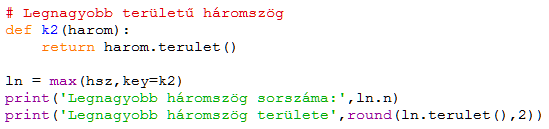 # Legnagyobb területű háromszög
def k2(harom):
    return harom.terulet()

ln = max(hsz,key=k2)
print('Legnagyobb háromszög sorszáma:',ln.n)
print('Legnagyobb háromszög területe',round(ln.terulet(),2))